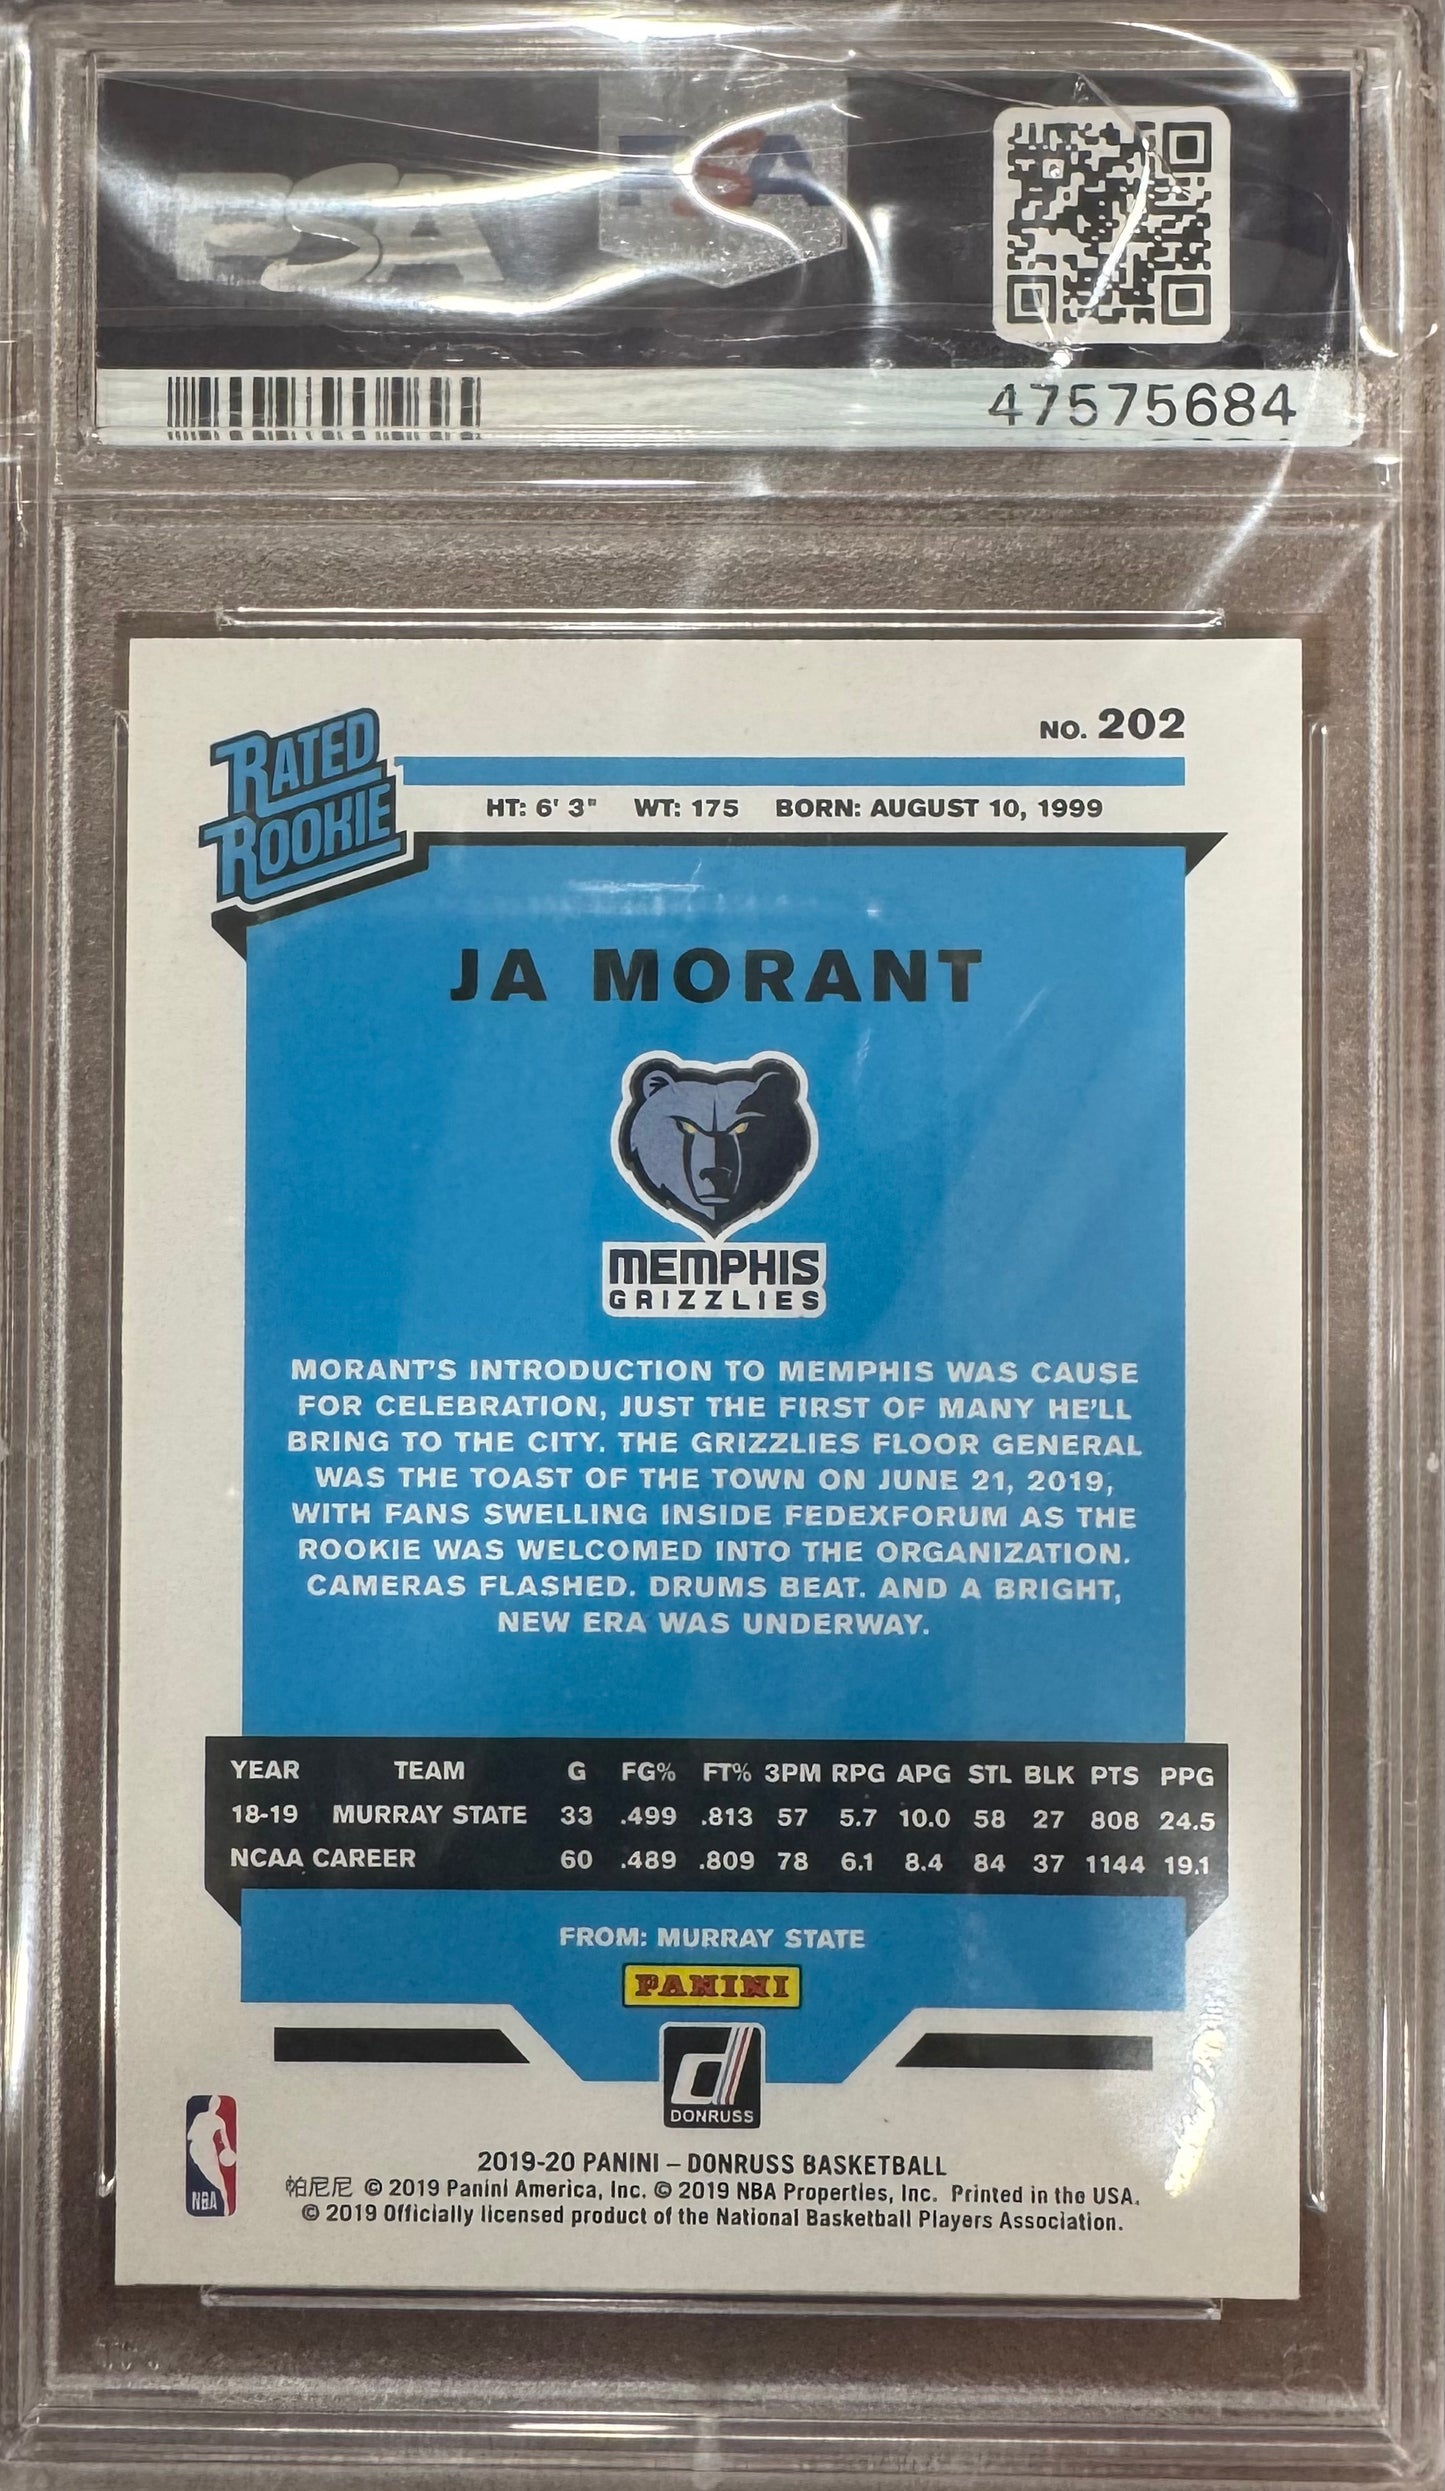 PSA
PSA
47575684
RATED
ROOKIE
NO. 202
HT: 6' 3" WT: 175 BORN: AUGUST 10, 1999
JA MORANT
MEMPHIS
GRIZZLIES
MORANT'S INTRODUCTION TO MEMPHIS WAS CAUSE
FOR CELEBRATION, JUST THE FIRST OF MANY HE'LL
BRING TO THE CITY. THE GRIZZLIES FLOOR GENERAL
WAS THE TOAST OF THE TOWN ON JUNE 21, 2019,
WITH FANS SWELLING INSIDE FEDEXFORUM AS THE
ROOKIE WAS WELCOMED INTO THE ORGANIZATION.
CAMERAS FLASHED. DRUMS BEAT. AND A BRIGHT,
NEW ERA WAS UNDERWAY.
YEAR TEAM G FG% FT% 3PM RPG APG STL BLK PTS PPG
18-19 MURRAY STATE 33 .499 .813 57 5.7 10.0 58 27 808 24.5
NCAA CAREER 60 .489 .809 78 6.1 8.4 84 37 1144 19.1
FROM: MURRAY STATE
PANINI
d
DONRUSS
NBA
2019-20 PANINI – DONRUSS BASKETBALL
帕尼尼 © 2019 Panini America, Inc. © 2019 NBA Properties, Inc. Printed in the USA.
© 2019 Officially licensed product of the National Basketball Players Association.